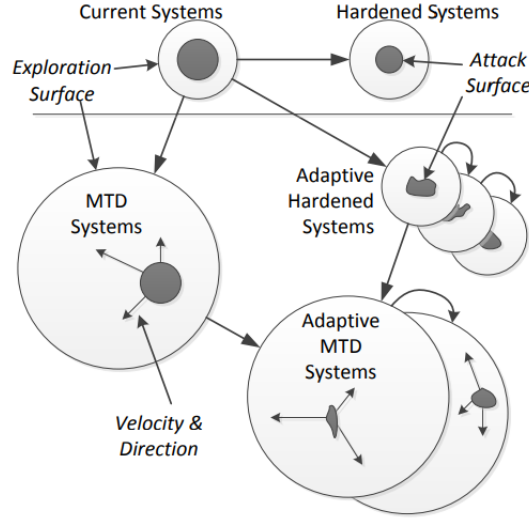 Current Systems
Hardened Systems
Exploration
Surface
Attack
Surface
MTD
Systems
Adaptive
Hardened
Systems
Adaptive
MTD
Systems
Velocity &
Direction